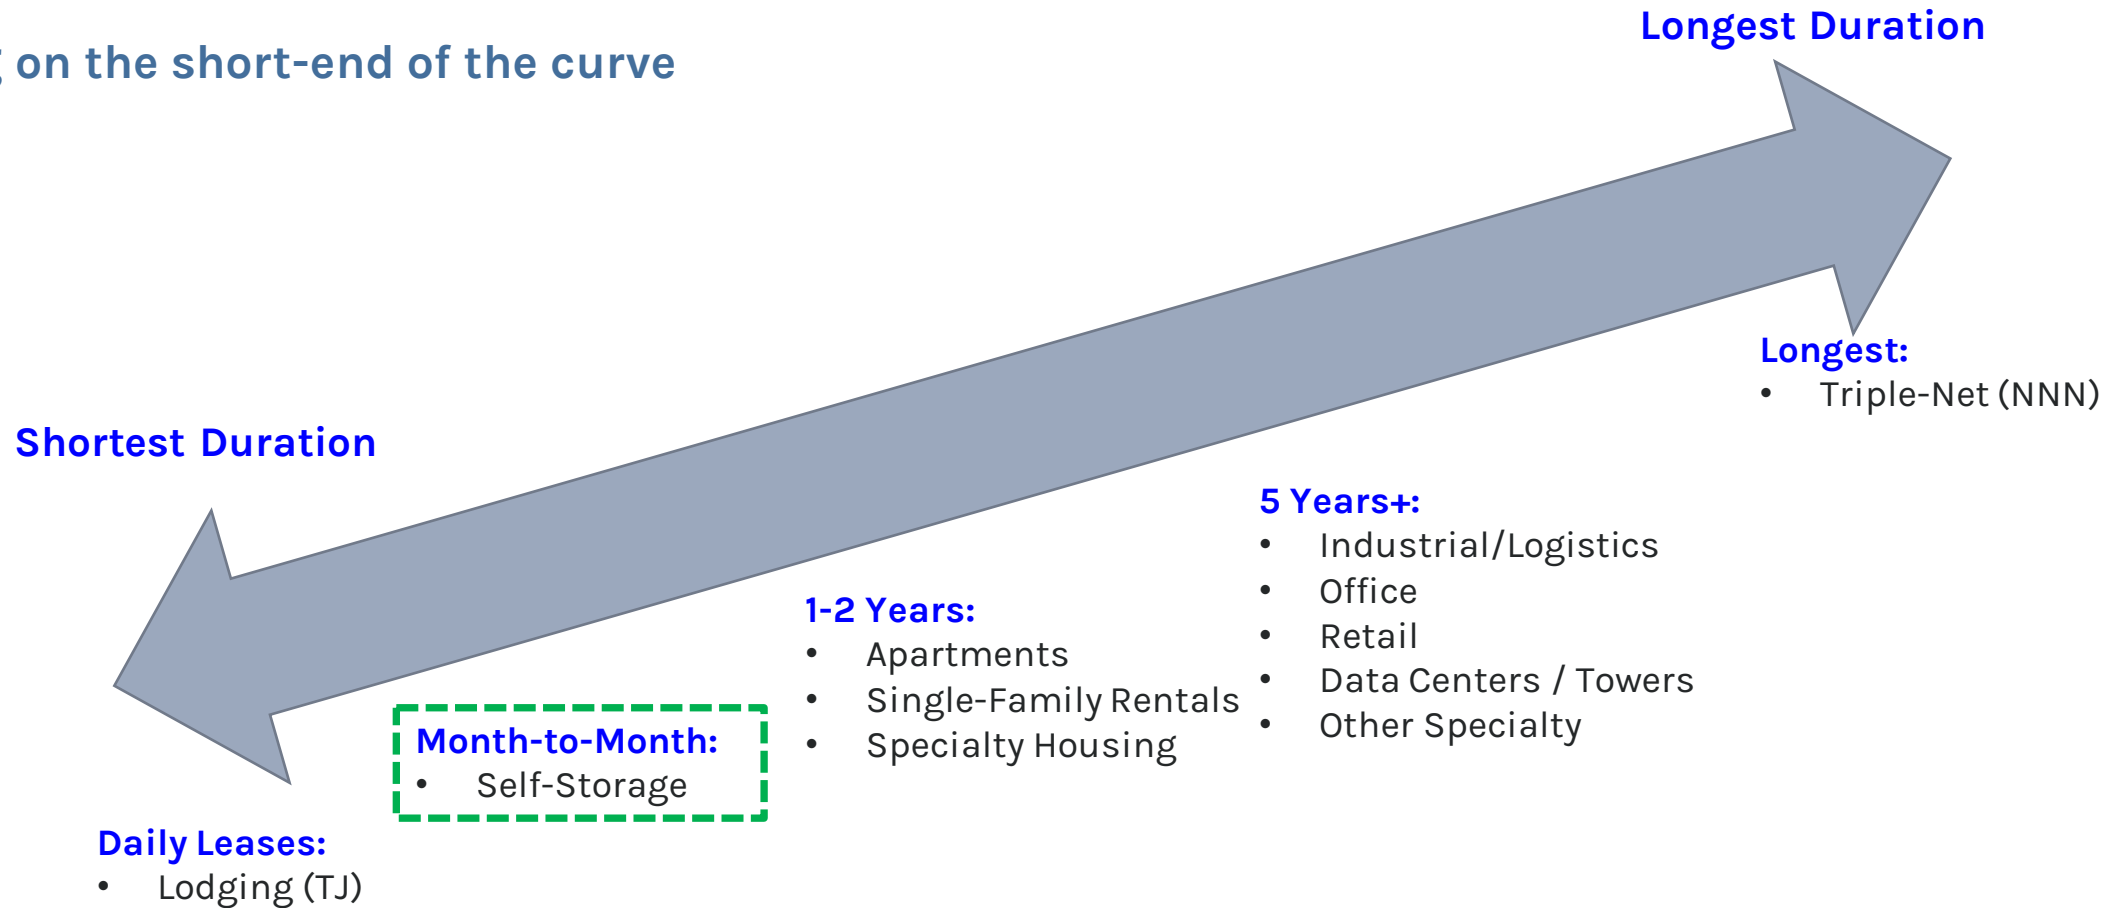 Longest Duration
on the short-end of the curve
Shortest Duration
Longest:
• Triple-Net (NNN)
5 Years+:
• Industrial/Logistics
• Office
• Retail
• Data Centers / Towers
• Other Specialty
1-2 Years:
• Apartments
• Single-Family Rentals
• Specialty Housing
Month-to-Month:
• Self-Storage
Daily Leases:
• Lodging (TJ)